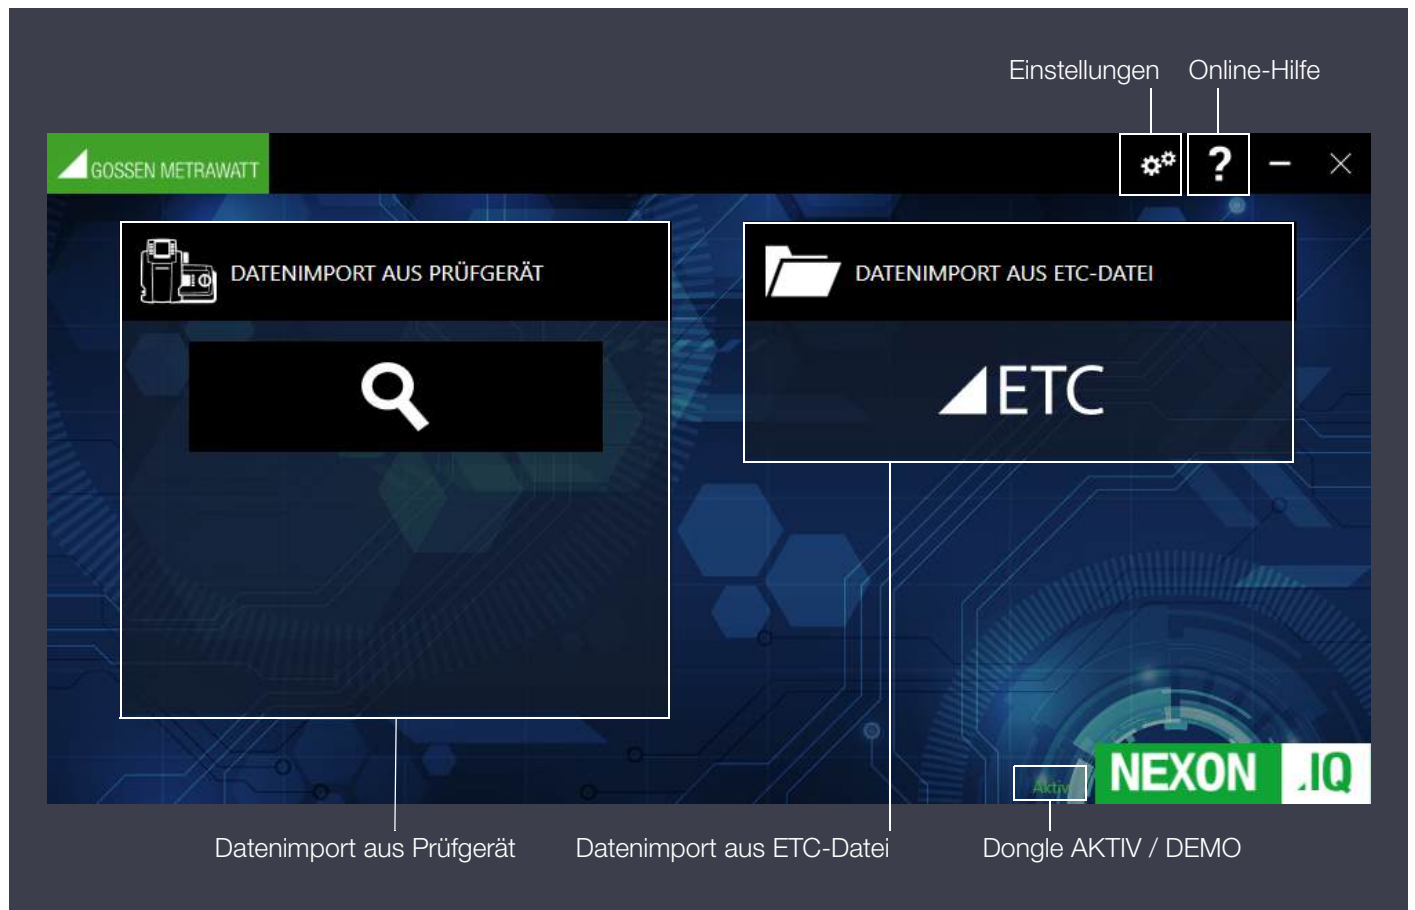 Einstellungen Online-Hilfe
GOSSEN METRAWATT
?
DATENIMPORT AUS PRÜFGERÄT
DATENIMPORT AUS ETC-DATEI
ETC
Aktiv
NEXON .IQ
Datenimport aus Prüfgerät Datenimport aus ETC-Datei Dongle AKTIV / DEMO